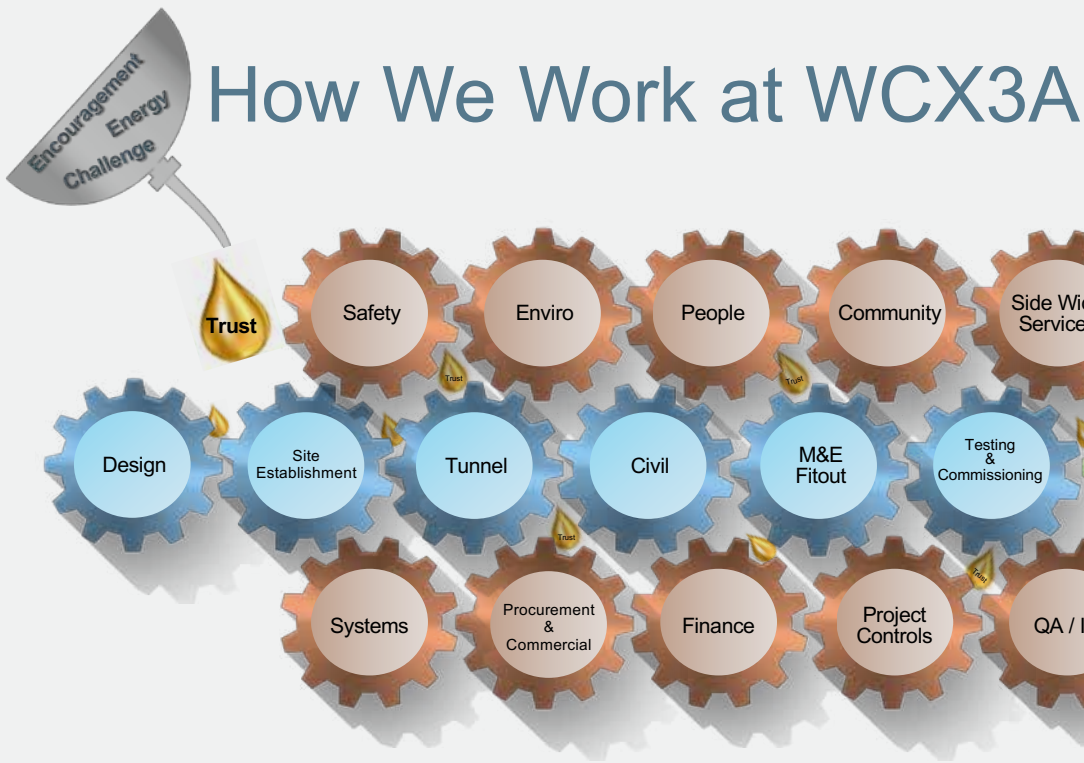 How We Work at WCX3A
Encouragement
Energy
Challenge
Trust
Safety
Enviro
People
Community
Side
Service
Trust
Trust
Design
Site
Establishment
Tunnel
Civil
M&E
Fitout
Testing
&
Commissioning
Trust
Trust
Systems
Procurement
&
Commercial
Finance
Project
Controls
QA /